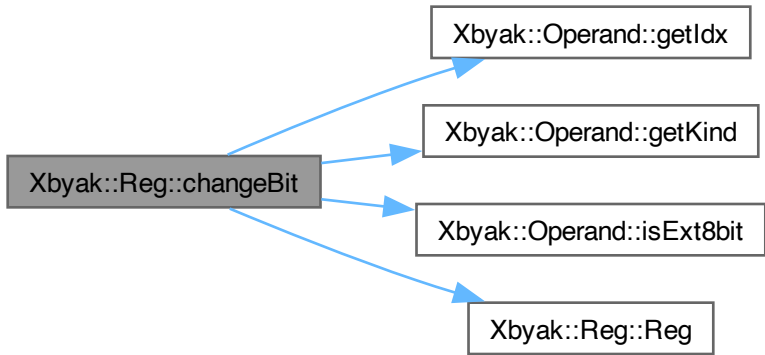 Xbyak::Operand::getIdx
Xbyak::Operand::getKind
Xbyak::Reg::changeBit
Xbyak::Operand::isExt8bit
Xbyak::Reg::Reg